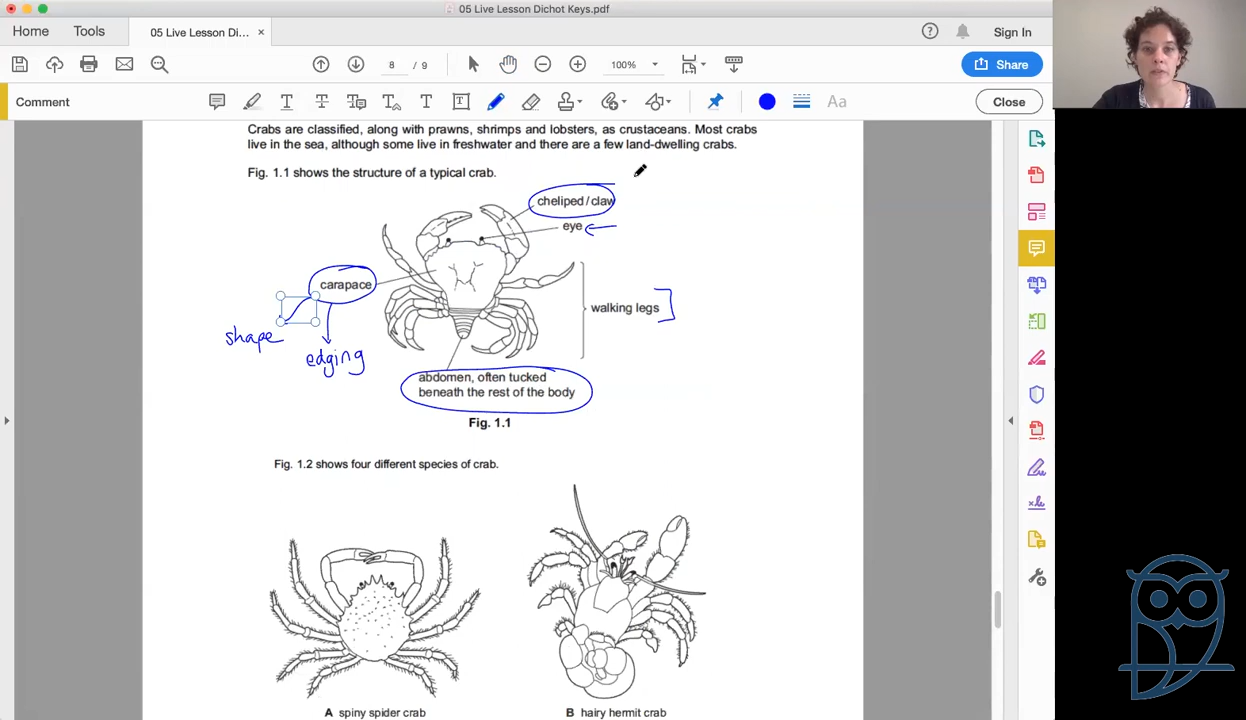 05 Live Lesson Dichot Keys.pdf
Home
Tools
05 Live Lesson Di...
×
Sign In
8 / 9
100%
Share
Comment
Aa
Close
Crabs are classified, along with prawns, shrimps and lobsters, as crustaceans. Most crabs
live in the sea, although some live in freshwater and there are a few land-dwelling crabs.
Fig. 1.1 shows the structure of a typical crab.
cheliped / claw
eye
carapace
walking legs
shape
edging
abdomen, often tucked
beneath the rest of the body
Fig. 1.1
Fig. 1.2 shows four different species of crab.
A spiny spider crab
B hairy hermit crab